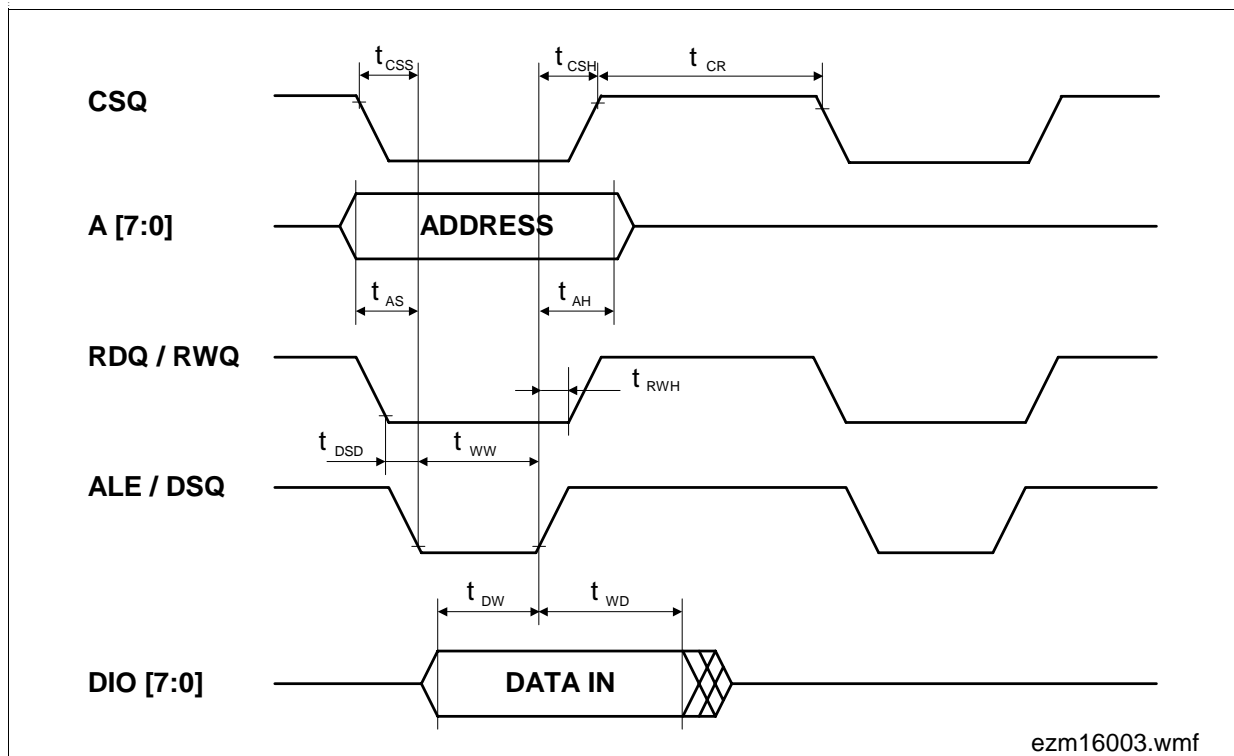 t CSS
t CSH
t CR
CSQ
A [7:0]
ADDRESS
t AS
t AH
RDQ / RWQ
t RWH
t DSD
t WW
ALE / DSQ
t DW
t WD
DIO [7:0]
DATA IN
ezm16003.wmf